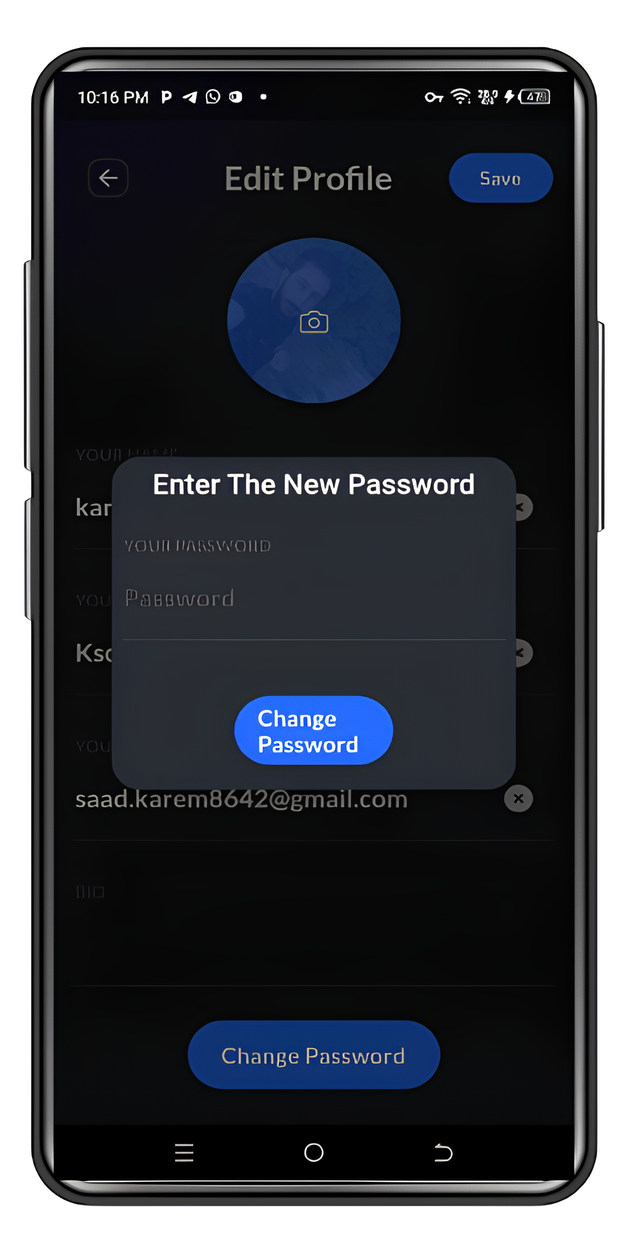 10:16 PM
47
Edit Profile
Save
YOUR NAME
kar
Enter The New Password
YOUR PASSWORD
Password
YOU
Ksc
Change
Password
YOU
saad.karem8642@gmail.com
Change Password